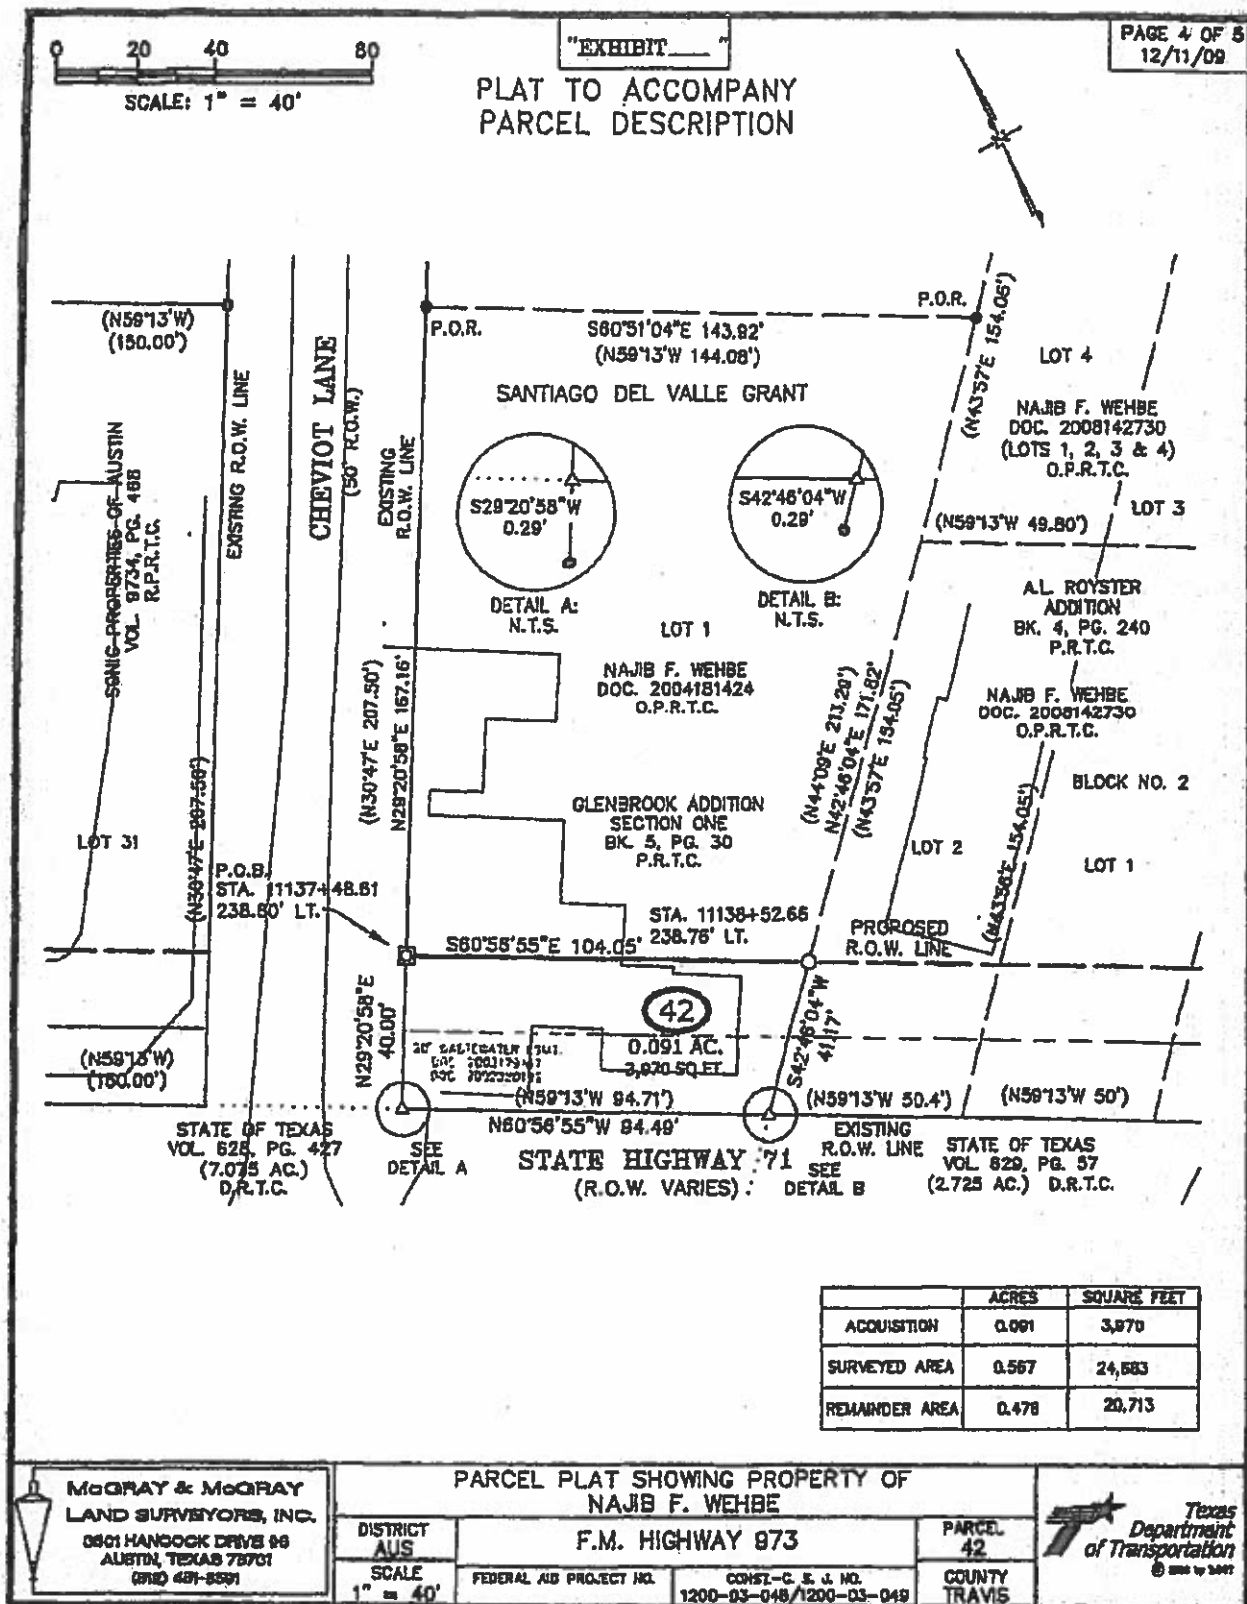 0 20 40 80
SCALE: 1" = 40'
"EXHIBIT____"
PLAT TO ACCOMPANY
PARCEL DESCRIPTION
PAGE 4 OF 5
12/11/09
(N59°13'W)
(150.00')
EXISTING R.O.W. LINE
CHEVIOT LANE
(50' R.O.W.)
EXISTING
R.O.W. LINE
P.O.R.
S60°51'04"E 143.92'
(N59°13'W 144.08')
P.O.R.
(N43°57'E 154.05')
SANTIAGO DEL VALLE GRANT
LOT 4
NAJIB F. WEHBE
DOC. 2008142730
(LOTS 1, 2, 3 & 4)
O.P.R.T.C.
SONIC PROPERTIES OF AUSTIN
VOL. 9734, PG. 468
R.P.R.T.C.
S29°20'58"W
0.29'
DETAIL A:
N.T.S.
S42°46'04"W
0.29'
DETAIL B:
N.T.S.
(N59°13'W 49.80')
LOT 3
A.L. ROYSTER
ADDITION
BK. 4, PG. 240
P.R.T.C.
LOT 1
NAJIB F. WEHBE
DOC. 2004181424
O.P.R.T.C.
NAJIB F. WEHBE
DOC. 2008142730
O.P.R.T.C.
(N30°47'E 207.50')
N29°20'58"E 167.16'
(N44°09'E 213.29')
N42°46'04"E 171.82'
(N43°57'E 154.05')
BLOCK NO. 2
GLENBROOK ADDITION
SECTION ONE
BK. 5, PG. 30
P.R.T.C.
LOT 31
(N30°47'E 207.50')
LOT 2
LOT 1
(N43°58'E 154.05')
P.O.B.
STA. 11137+48.61
238.80' LT.
STA. 11138+52.66
238.76' LT.
S60°56'55"E 104.05'
PROPOSED
R.O.W. LINE
N29°20'58"E
40.00'
42
0.091 AC.
3,970 SQ.FT.
S42°46'04"W
41.17'
20' WASTEWATER ESMT.
(N59°13'W)
(150.00')
(N59°13'W 94.71')
N60°56'55"W 94.49'
(N59°13'W 50.4')
(N59°13'W 50')
STATE OF TEXAS
VOL. 626, PG. 427
(7.075 AC.)
D.R.T.C.
SEE
DETAIL A
STATE HIGHWAY 71
(R.O.W. VARIES)
SEE
DETAIL B
EXISTING
R.O.W. LINE
STATE OF TEXAS
VOL. 829, PG. 57
(2.725 AC.) D.R.T.C.
ACRES SQUARE FEET
ACQUISITION 0.091 3,970
SURVEYED AREA 0.567 24,683
REMAINDER AREA 0.476 20,713
McGRAY & McGRAY
LAND SURVEYORS, INC.
3301 HANCOCK DRIVE #6
AUSTIN, TEXAS 78731
(512) 451-8591
PARCEL PLAT SHOWING PROPERTY OF
NAJIB F. WEHBE
DISTRICT
AUS
F.M. HIGHWAY 973
PARCEL
42
SCALE
1" = 40'
FEDERAL AID PROJECT NO.
CONST.-C. S. J. NO.
1200-03-048/1200-03-049
COUNTY
TRAVIS
Texas
Department
of Transportation